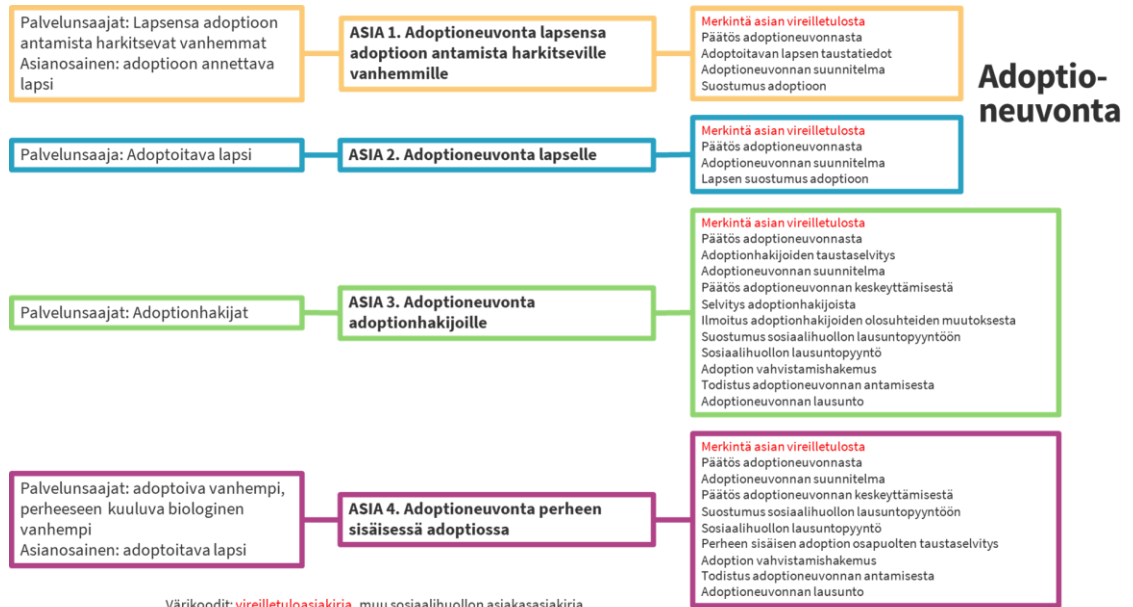 Palvelunsaajat: Lapsensa adoptioon
antamista harkitsevat vanhemmat
Asianosainen: adoptioon annettava
lapsi
ASIA 1. Adoptioneuvonta lapsensa
adoptioon antamista harkitseville
vanhemmille
Merkintä asian vireilletulosta
Päätös adoptioneuvonnasta
Adoptoitavan lapsen taustatiedot
Adoptioneuvonnan suunnitelma
Suostumus adoptioon
Adoptio-
neuvonta
Palvelunsaaja: Adoptoitava lapsi
ASIA 2. Adoptioneuvonta lapselle
Merkintä asian vireilletulosta
Päätös adoptioneuvonnasta
Adoptioneuvonnan suunnitelma
Lapsen suostumus adoptioon
Palvelunsaajat: Adoptionhakijat
ASIA 3. Adoptioneuvonta
adoptionhakijoille
Merkintä asian vireilletulosta
Päätös adoptioneuvonnasta
Adoptionhakijoiden taustaselvitys
Adoptioneuvonnan suunnitelma
Päätös adoptioneuvonnan keskeyttämisestä
Selvitys adoptionhakijoista
Ilmoitus adoptionhakijoiden olosuhteiden muutoksesta
Suostumus sosiaalihuollon lausuntopyyntöön
Sosiaalihuollon lausuntopyyntö
Adoption vahvistamishakemus
Todistus adoptioneuvonnan antamisesta
Adoptioneuvonnan lausunto
Palvelunsaajat: adoptoiva vanhempi,
perheeseen kuuluva biologinen
vanhempi
Asianosainen: adoptoitava lapsi
ASIA 4. Adoptioneuvonta perheen
sisäisessä adoptiossa
Merkintä asian vireilletulosta
Päätös adoptioneuvonnasta
Adoptioneuvonnan suunnitelma
Päätös adoptioneuvonnan keskeyttämisestä
Suostumus sosiaalihuollon lausuntopyyntöön
Sosiaalihuollon lausuntopyyntö
Perheen sisäisen adoption osapuolten taustaselvitys
Adoption vahvistamishakemus
Todistus adoptioneuvonnan antamisesta
Adoptioneuvonnan lausunto
Värikoodit: vireilletuloasiakirja, muu sosiaalihuollon asiakasasiakirja